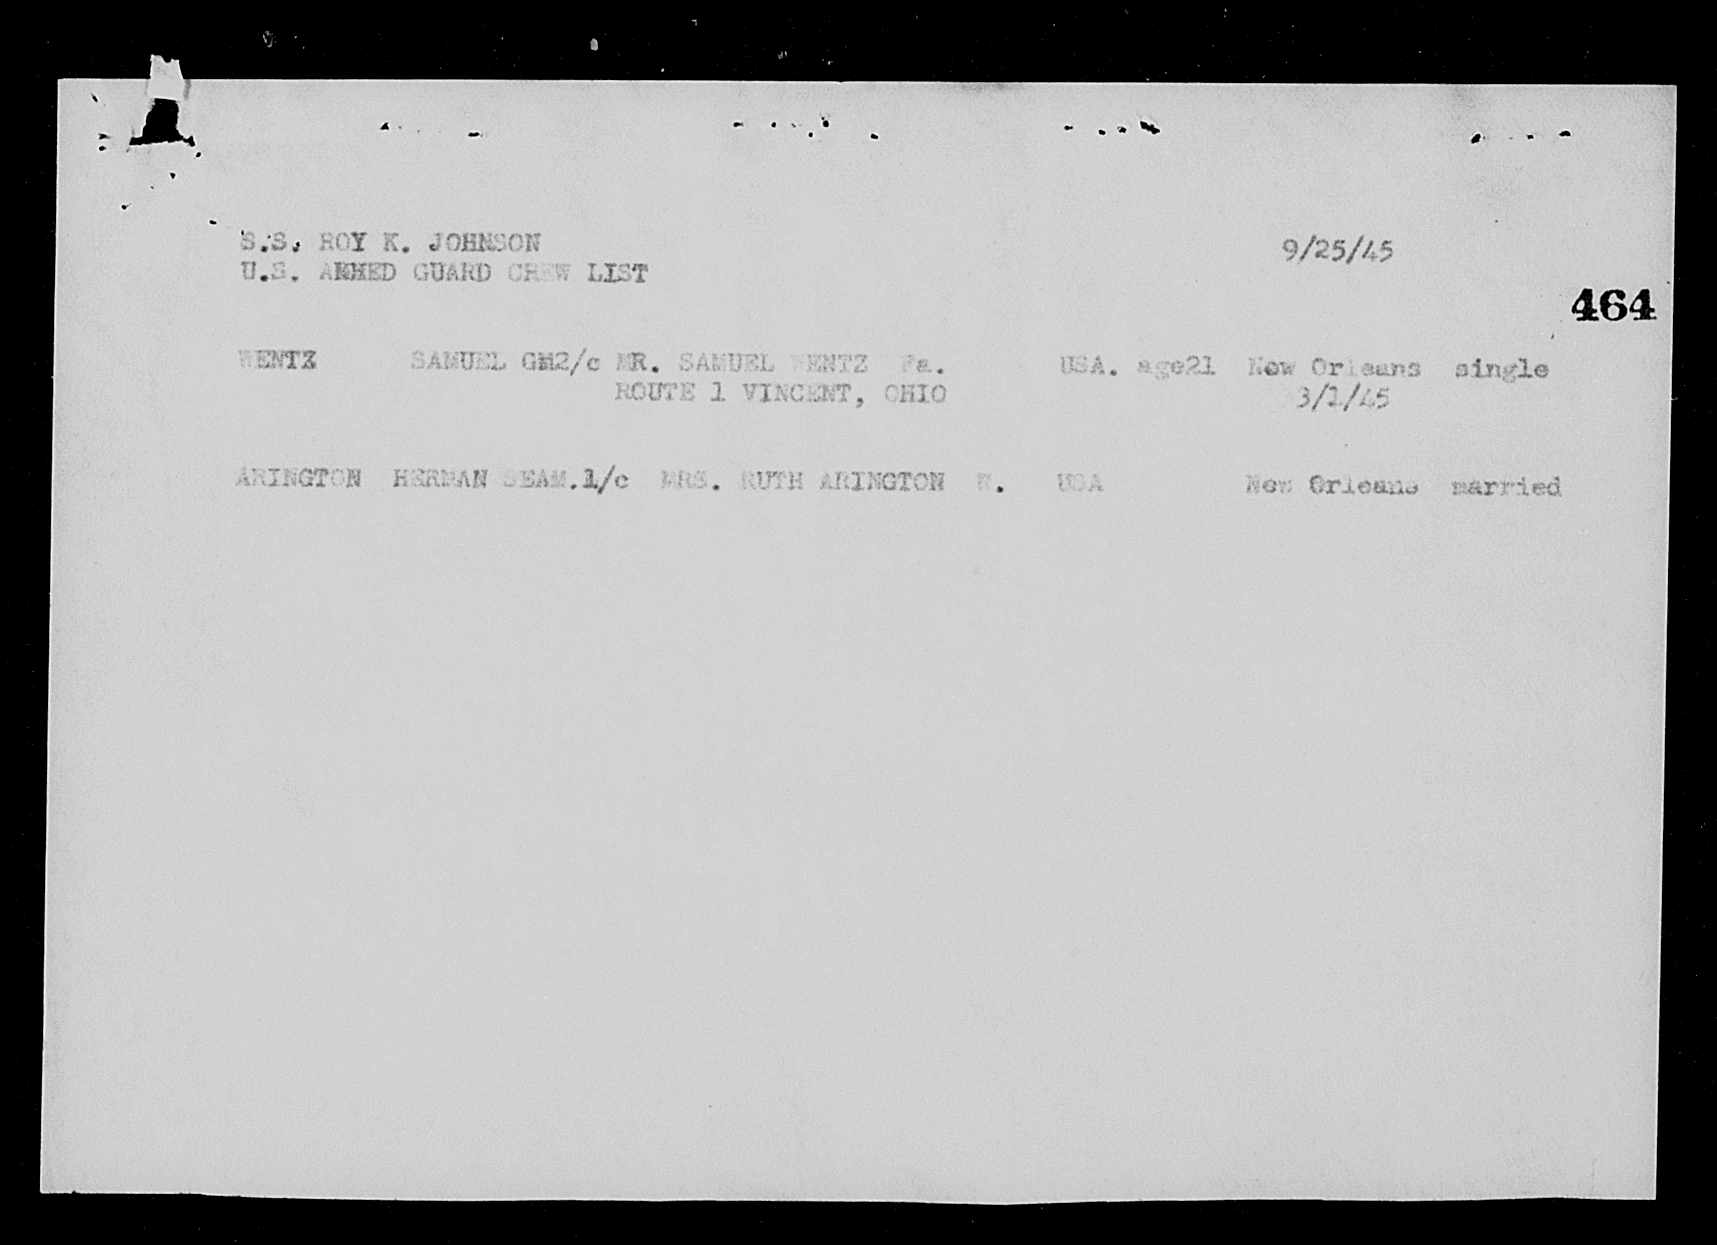 S.S. ROY K. JOHNSON 9/25/45
U.S. ARMED GUARD CREW LIST
464
WENTZ SAMUEL GM2/c MR. SAMUEL WENTZ Fa. USA. age21 New Orleans single
ROUTE 1 VINCENT, OHIO 3/1/45
ARINGTON HERMAN SEAM.1/c MRS. RUTH ARINGTON W. USA New Orleans married